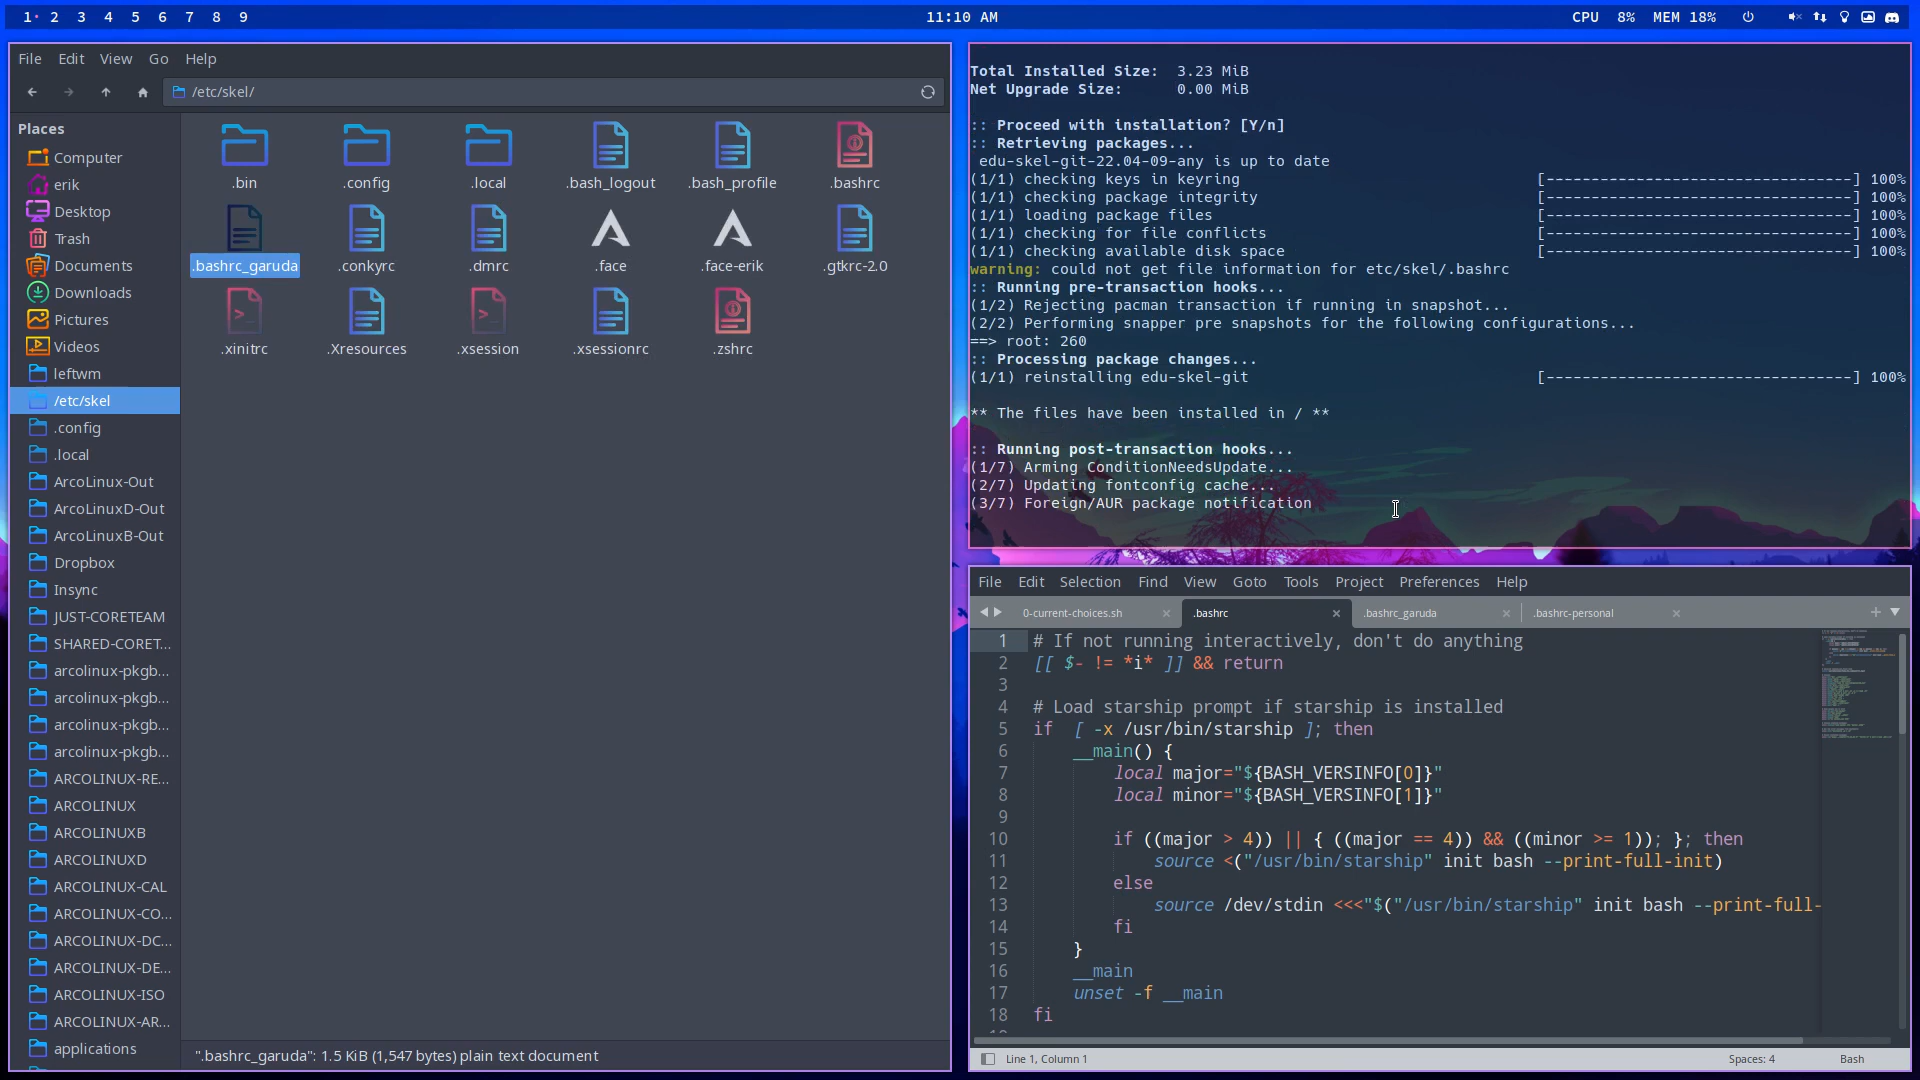 1 2 3 4 5 6 7 8 9
11:10 AM
CPU 8% MEM 18%
File Edit View Go Help
/etc/skel/
Places
Computer
erik
Desktop
Trash
Documents
Downloads
Pictures
Videos
leftwm
/etc/skel
.config
.local
ArcoLinux-Out
ArcoLinuxD-Out
ArcoLinuxB-Out
Dropbox
Insync
JUST-CORETEAM
SHARED-CORET...
arcolinux-pkgb...
arcolinux-pkgb...
arcolinux-pkgb...
arcolinux-pkgb...
ARCOLINUX-RE...
ARCOLINUX
ARCOLINUXB
ARCOLINUXD
ARCOLINUX-CAL
ARCOLINUX-CO...
ARCOLINUX-DC...
ARCOLINUX-DE...
ARCOLINUX-ISO
ARCOLINUX-AR...
applications
.bin .config .local .bash_logout .bash_profile .bashrc
.bashrc_garuda .conkyrc .dmrc .face .face-erik .gtkrc-2.0
.xinitrc .Xresources .xsession .xsessionrc .zshrc
".bashrc_garuda": 1.5 KiB (1,547 bytes) plain text document
Total Installed Size: 3.23 MiB
Net Upgrade Size: 0.00 MiB
:: Proceed with installation? [Y/n]
:: Retrieving packages...
edu-skel-git-22.04-09-any is up to date
(1/1) checking keys in keyring [----------------------------------] 100%
(1/1) checking package integrity [----------------------------------] 100%
(1/1) loading package files [----------------------------------] 100%
(1/1) checking for file conflicts [----------------------------------] 100%
(1/1) checking available disk space [----------------------------------] 100%
warning: could not get file information for etc/skel/.bashrc
:: Running pre-transaction hooks...
(1/2) Rejecting pacman transaction if running in snapshot...
(2/2) Performing snapper pre snapshots for the following configurations...
==> root: 260
:: Processing package changes...
(1/1) reinstalling edu-skel-git [----------------------------------] 100%
** The files have been installed in / **
:: Running post-transaction hooks...
(1/7) Arming ConditionNeedsUpdate...
(2/7) Updating fontconfig cache...
(3/7) Foreign/AUR package notification
File Edit Selection Find View Goto Tools Project Preferences Help
0-current-choices.sh .bashrc .bashrc_garuda .bashrc-personal
1 # If not running interactively, don't do anything
2 [[ $- != *i* ]] && return
3
4 # Load starship prompt if starship is installed
5 if [ -x /usr/bin/starship ]; then
6 __main() {
7 local major="${BASH_VERSINFO[0]}"
8 local minor="${BASH_VERSINFO[1]}"
9
10 if ((major > 4)) || { ((major == 4)) && ((minor >= 1)); }; then
11 source <("/usr/bin/starship" init bash --print-full-init)
12 else
13 source /dev/stdin <<<"$("/usr/bin/starship" init bash --print-full-
14 fi
15 }
16 __main
17 unset -f __main
18 fi
Line 1, Column 1 Spaces: 4 Bash